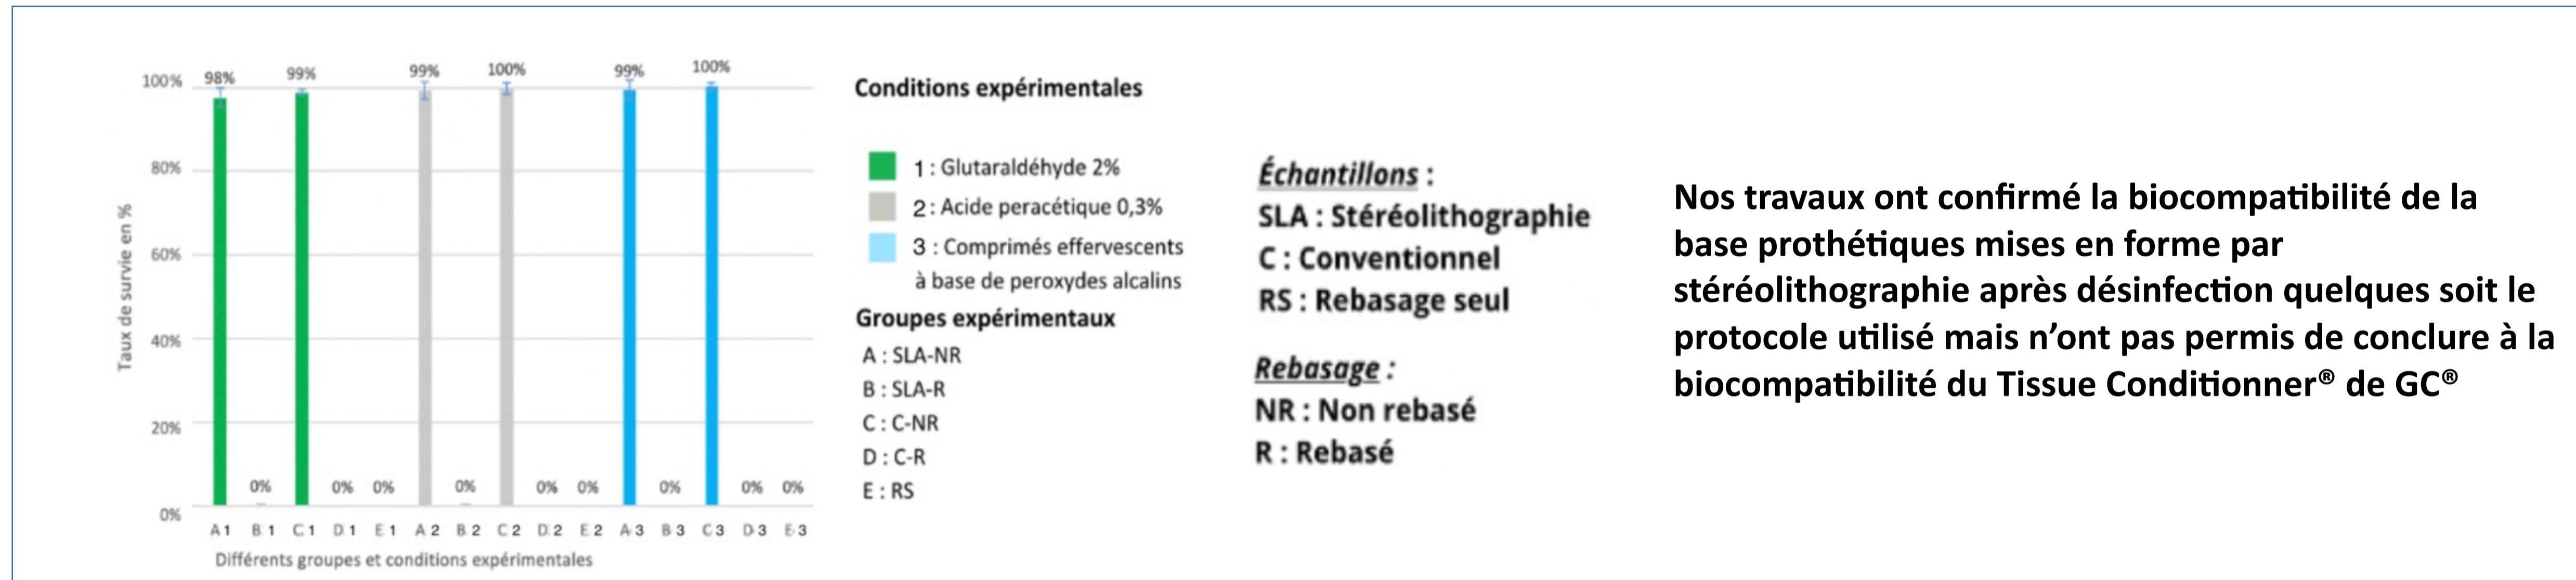 100%
80%
60%
40%
20%
0%
Taux de survie en %
98%
0%
99%
0%
0%
99%
0%
100%
0%
0%
99%
0%
100%
0%
0%
A 1 B 1 C 1 D 1 E 1 A 2 B 2 C 2 D 2 E 2 A 3 B 3 C 3 D 3 E 3
Différents groupes et conditions expérimentales
Conditions expérimentales
1 : Glutaraldéhyde 2%
2 : Acide peracétique 0,3%
3 : Comprimés effervescents
à base de peroxydes alcalins
Groupes expérimentaux
A : SLA-NR
B : SLA-R
C : C-NR
D : C-R
E : RS
Échantillons :
SLA : Stéréolithographie
C : Conventionnel
RS : Rebasage seul
Rebasage :
NR : Non rebasé
R : Rebasé
Nos travaux ont confirmé la biocompatibilité de la
base prothétiques mises en forme par
stéréolithographie après désinfection quelques soit le
protocole utilisé mais n'ont pas permis de conclure à la
biocompatibilité du Tissue Conditionner® de GC®